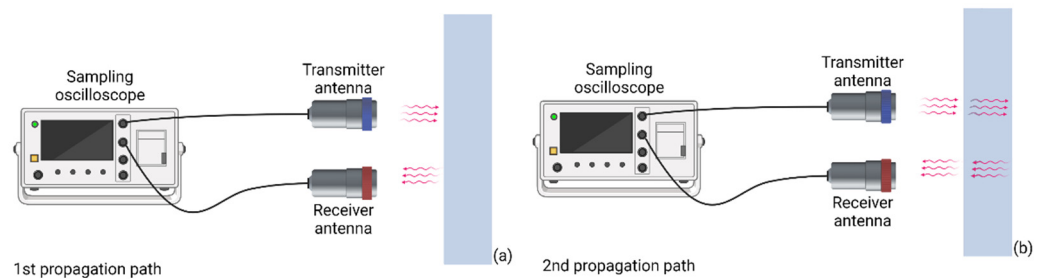 Sampling
oscilloscope
Transmitter
antenna
Receiver
antenna
1st propagation path
(a)
Sampling
oscilloscope
Transmitter
antenna
Receiver
antenna
2nd propagation path
(b)